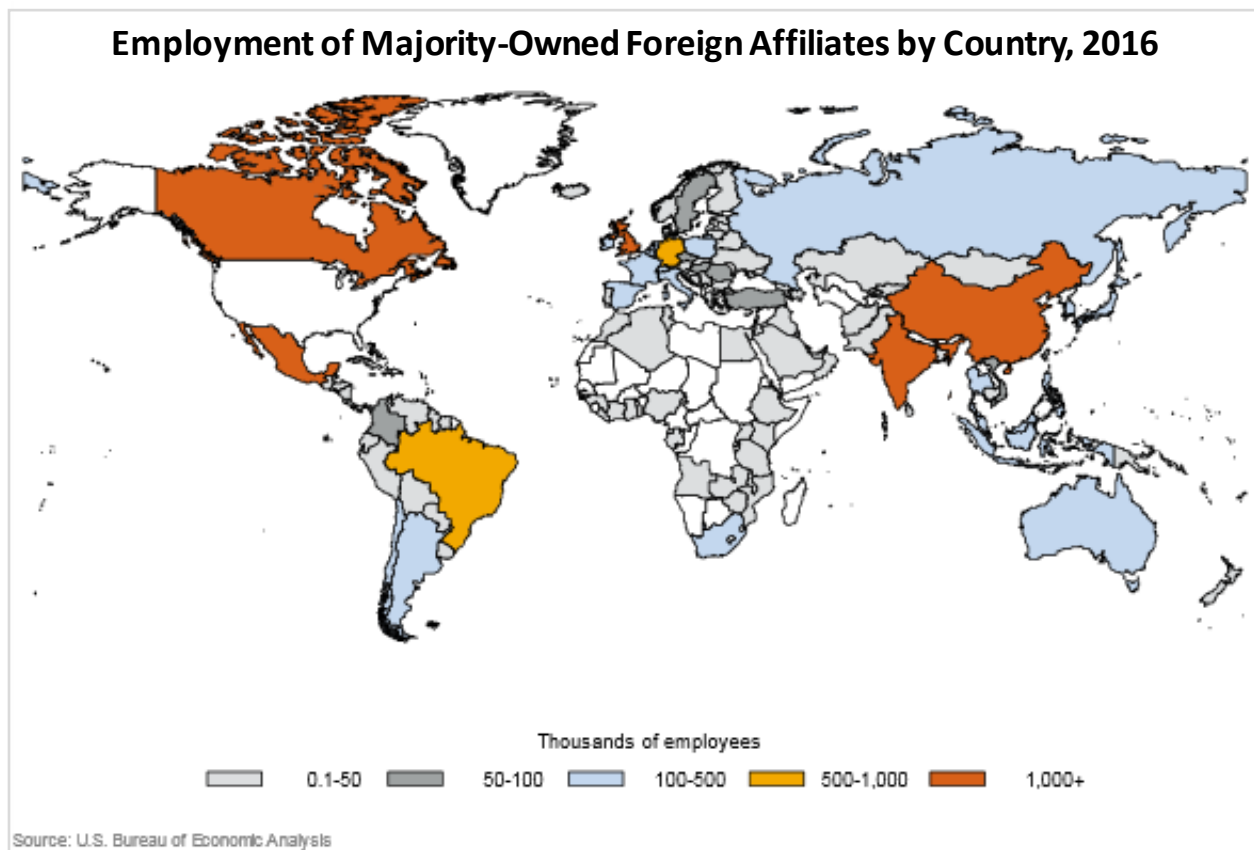 Employment of Majority-Owned Foreign Affiliates by Country, 2016
Thousands of employees
0.1-50 50-100 100-500 500-1,000 1,000+
Source: U.S. Bureau of Economic Analysis